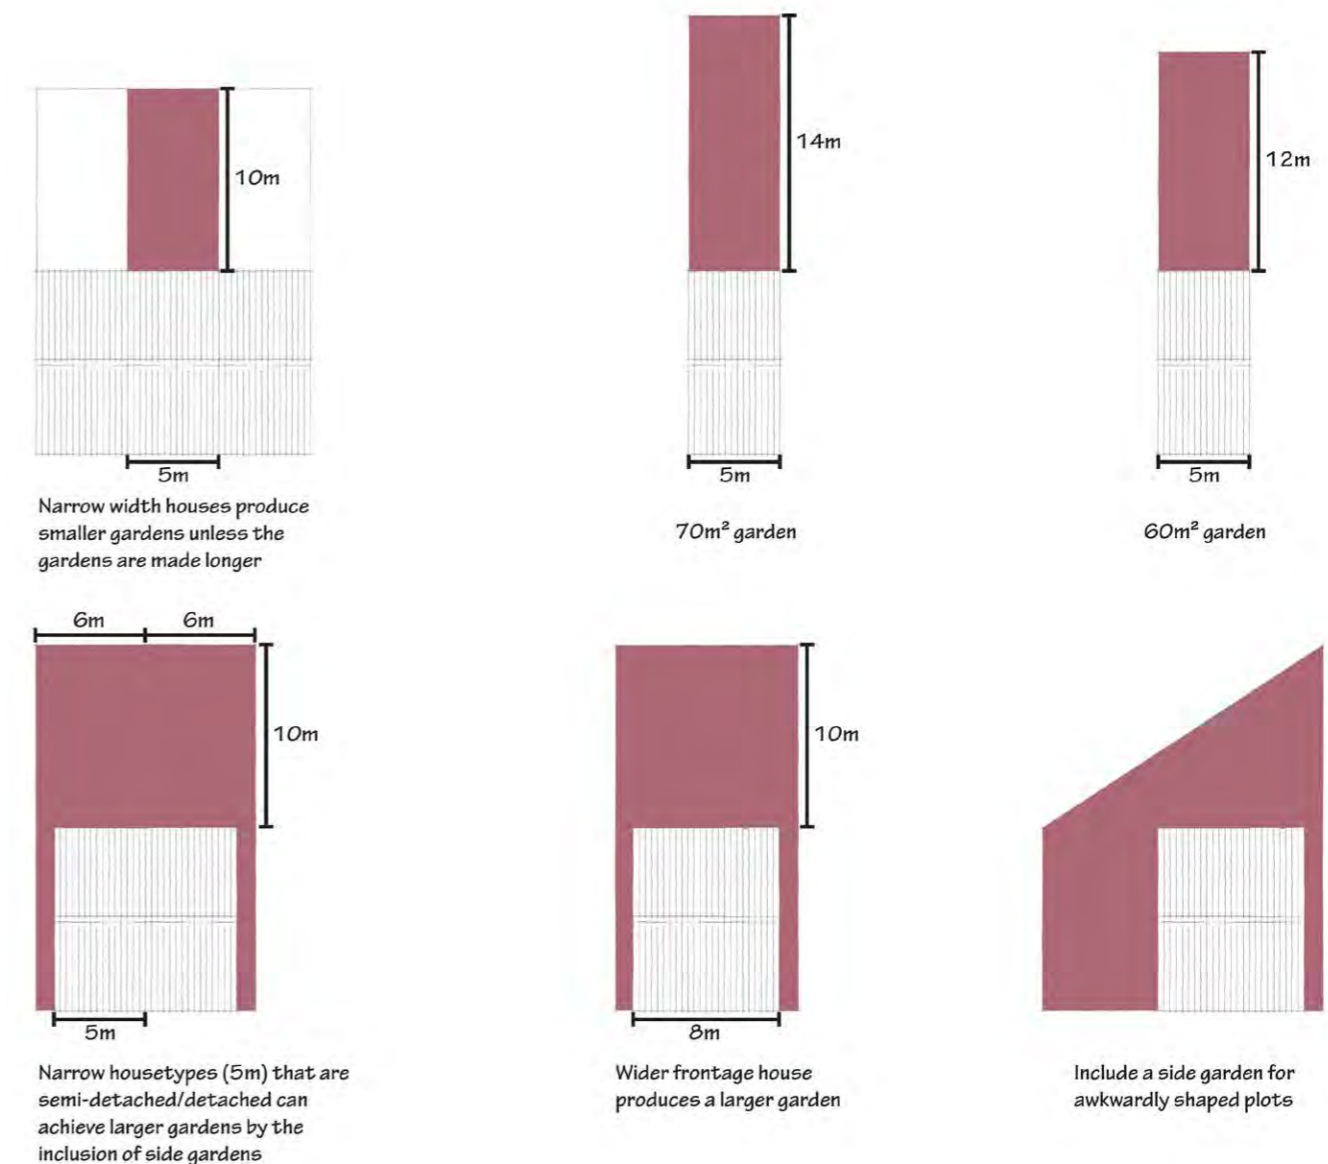 10m
14m
12m
5m
5m
5m
Narrow width houses produce
smaller gardens unless the
gardens are made longer
70m² garden
60m² garden
6m
6m
10m
10m
5m
8m
Narrow housetypes (5m) that are
semi-detached/detached can
achieve larger gardens by the
inclusion of side gardens
Wider frontage house
produces a larger garden
Include a side garden for
awkwardly shaped plots